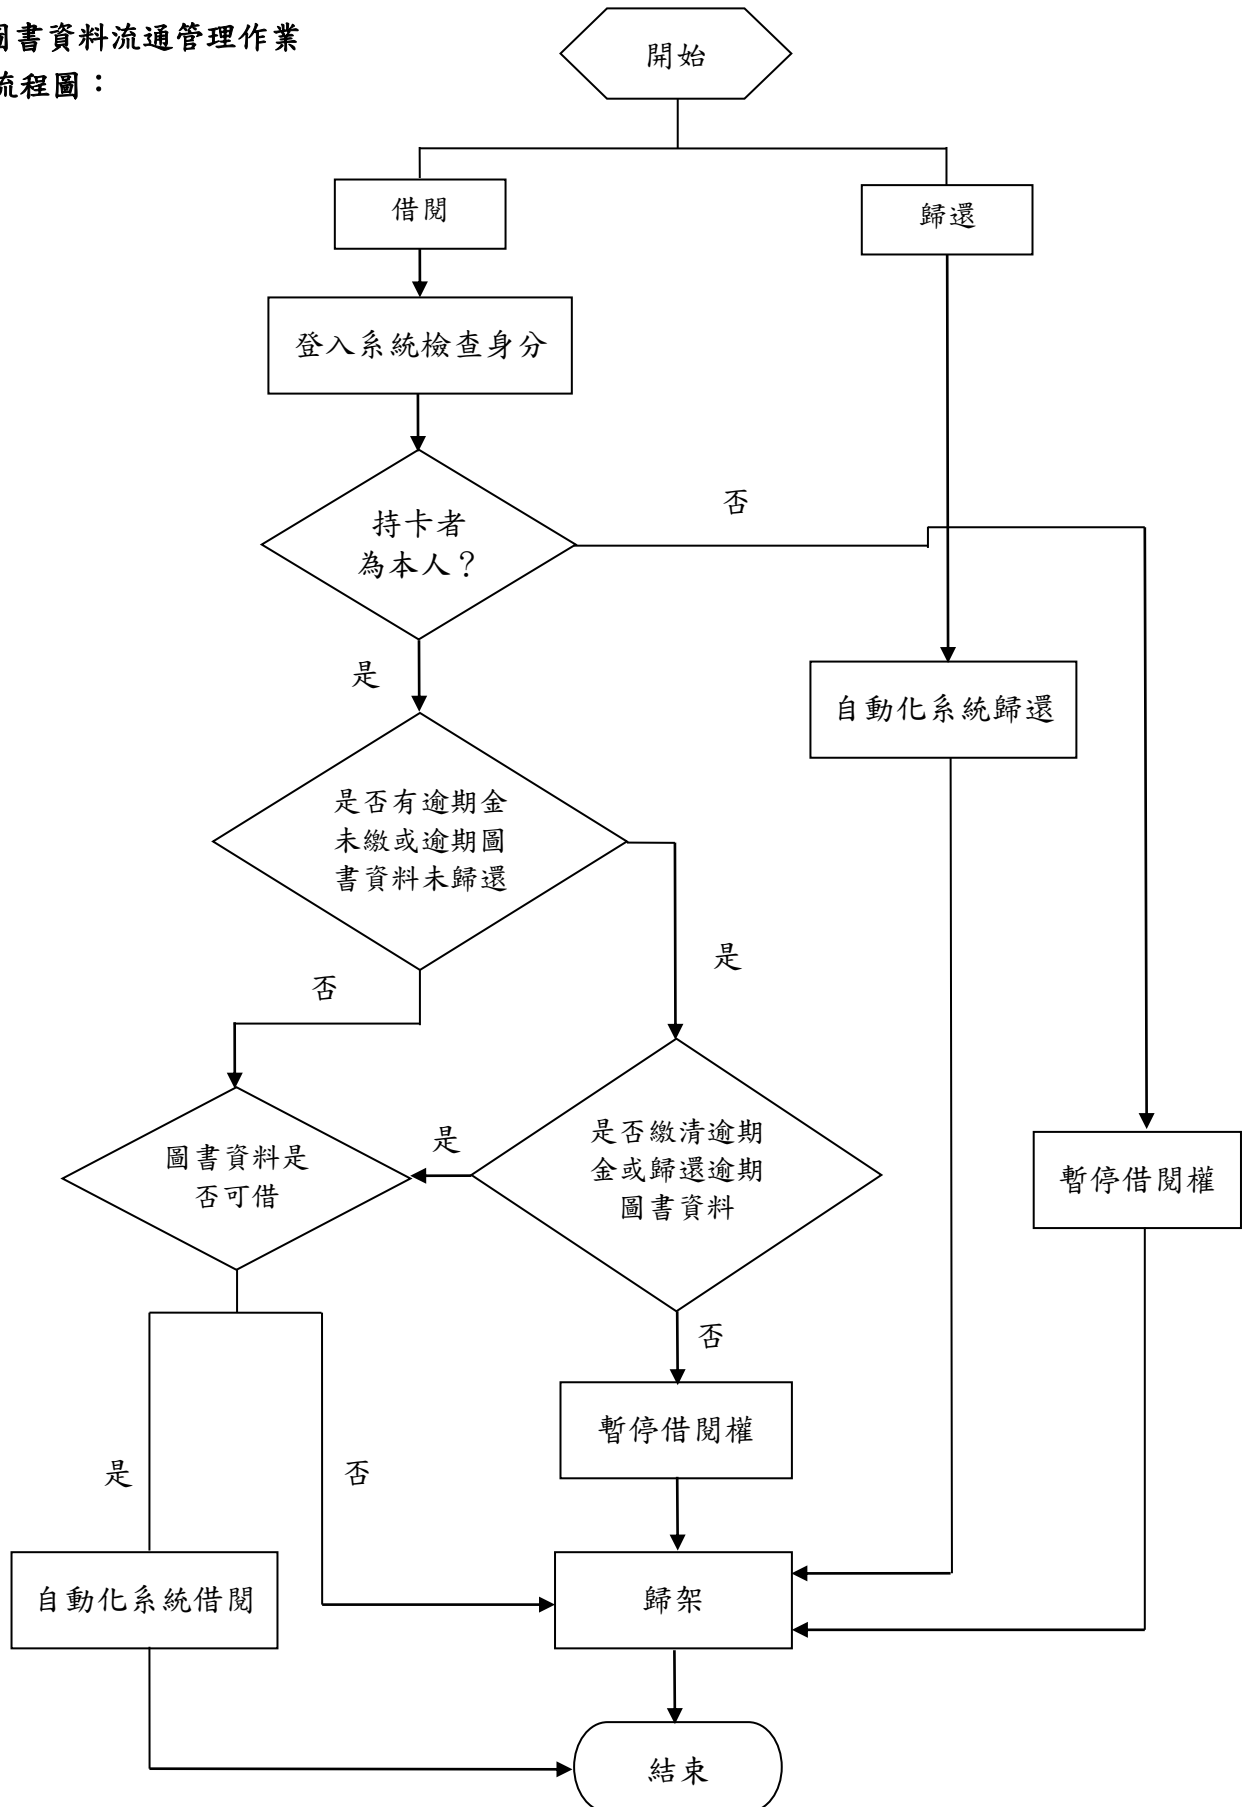 圖書資料流通管理作業
流程圖：
開始
借閱
歸還
登入系統檢查身分
持卡者
為本人？
否
是
自動化系統歸還
是否有逾期金
未繳或逾期圖
書資料未歸還
是
否
圖書資料是
否可借
是
是否繳清逾期
金或歸還逾期
圖書資料
暫停借閱權
否
暫停借閱權
是
否
自動化系統借閱
歸架
結束